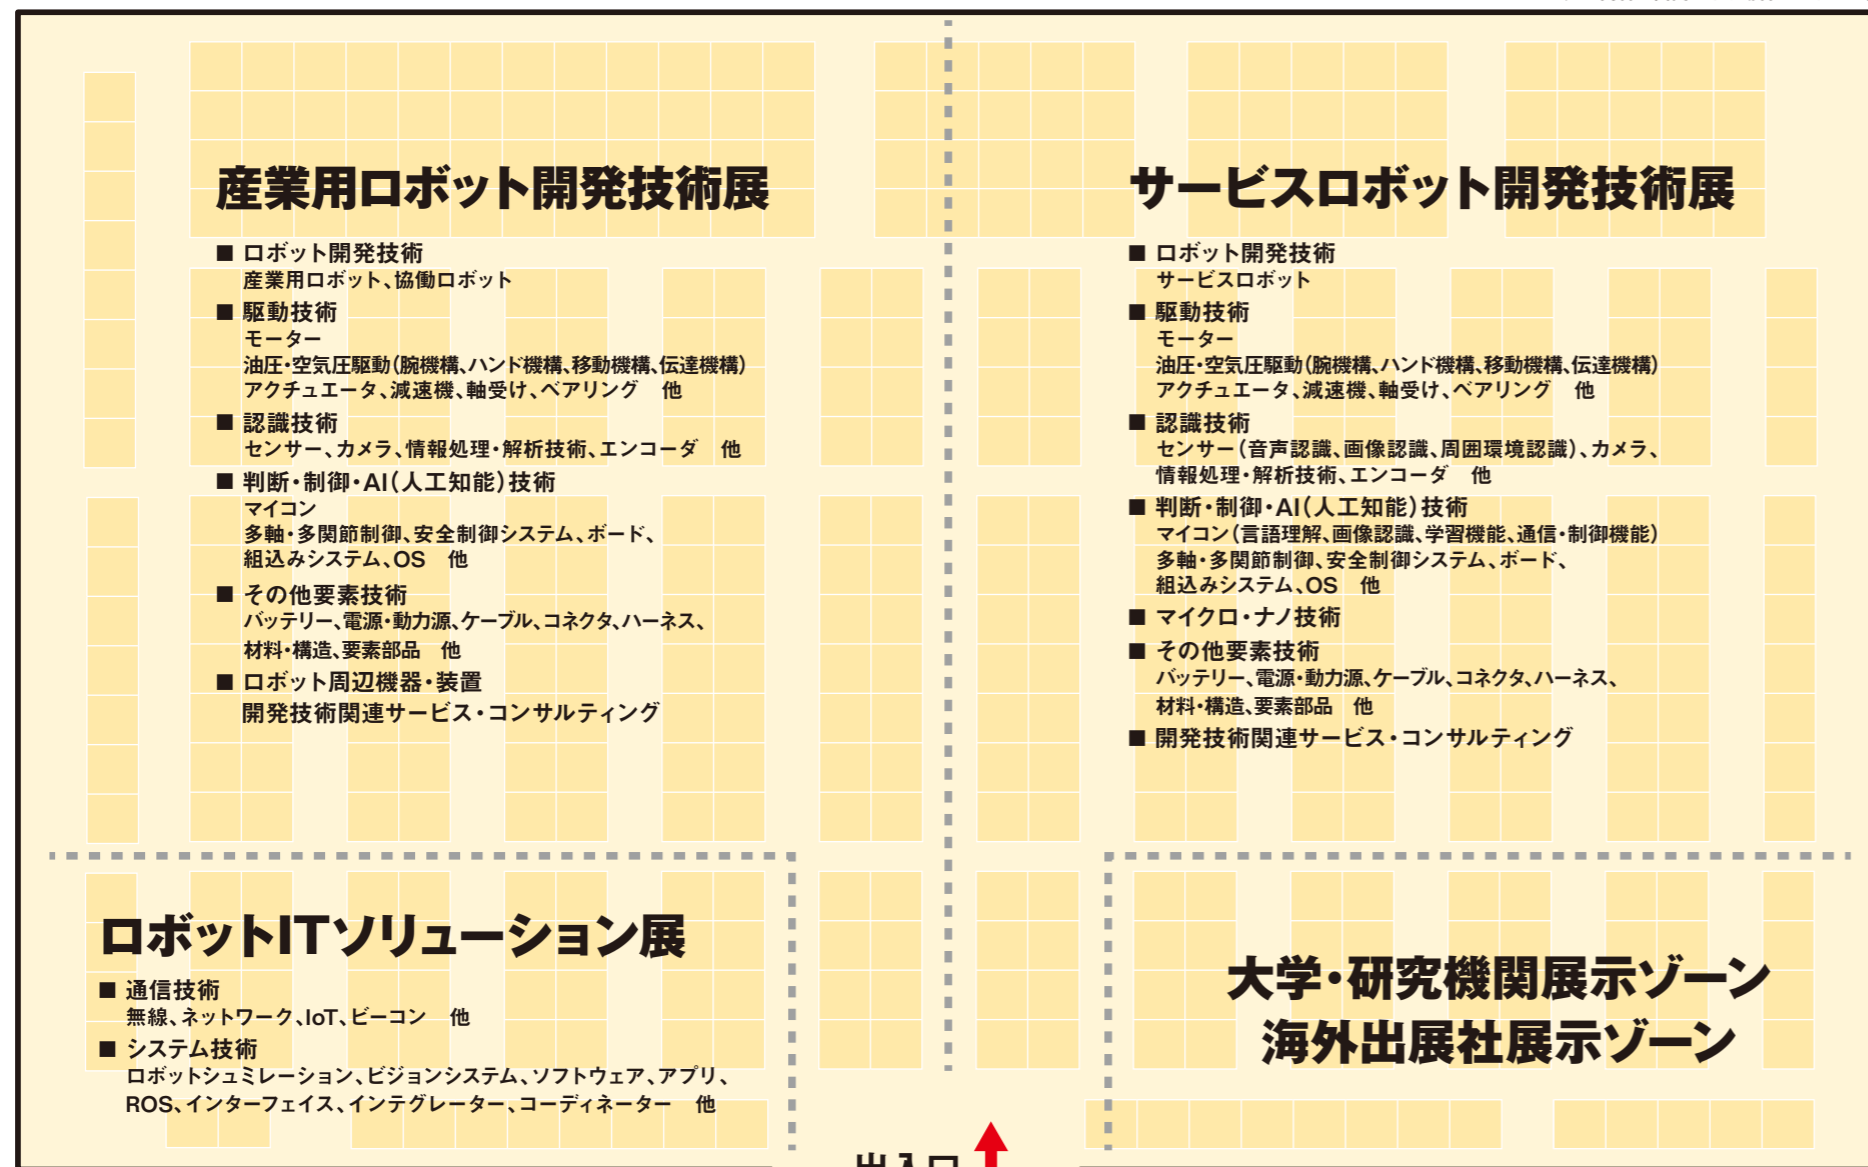 産業用ロボット開発技術展
■ ロボット開発技術
産業用ロボット、協働ロボット
■ 駆動技術
モーター
油圧・空気圧駆動(腕機構、ハンド機構、移動機構、伝達機構)
アクチュエータ、減速機、軸受け、ベアリング　他
■ 認識技術
センサー、カメラ、情報処理・解析技術、エンコーダ　他
■ 判断・制御・AI(人工知能)技術
マイコン
多軸・多関節制御、安全制御システム、ボード、
組込みシステム、OS　他
■ その他要素技術
バッテリー、電源・動力源、ケーブル、コネクタ、ハーネス、
材料・構造、要素部品　他
■ ロボット周辺機器・装置
開発技術関連サービス・コンサルティング
サービスロボット開発技術展
■ ロボット開発技術
サービスロボット
■ 駆動技術
モーター
油圧・空気圧駆動(腕機構、ハンド機構、移動機構、伝達機構)
アクチュエータ、減速機、軸受け、ベアリング　他
■ 認識技術
センサー(音声認識、画像認識、周囲環境認識)、カメラ、
情報処理・解析技術、エンコーダ　他
■ 判断・制御・AI(人工知能)技術
マイコン(言語理解、画像認識、学習機能、通信・制御機能)
多軸・多関節制御、安全制御システム、ボード、
組込みシステム、OS　他
■ マイクロ・ナノ技術
■ その他要素技術
バッテリー、電源・動力源、ケーブル、コネクタ、ハーネス、
材料・構造、要素部品　他
■ 開発技術関連サービス・コンサルティング
ロボットITソリューション展
■ 通信技術
無線、ネットワーク、IoT、ビーコン　他
■ システム技術
ロボットシュミレーション、ビジョンシステム、ソフトウェア、アプリ、
ROS、インターフェイス、インテグレーター、コーディネーター　他
大学・研究機関展示ゾーン
海外出展社展示ゾーン
出入口